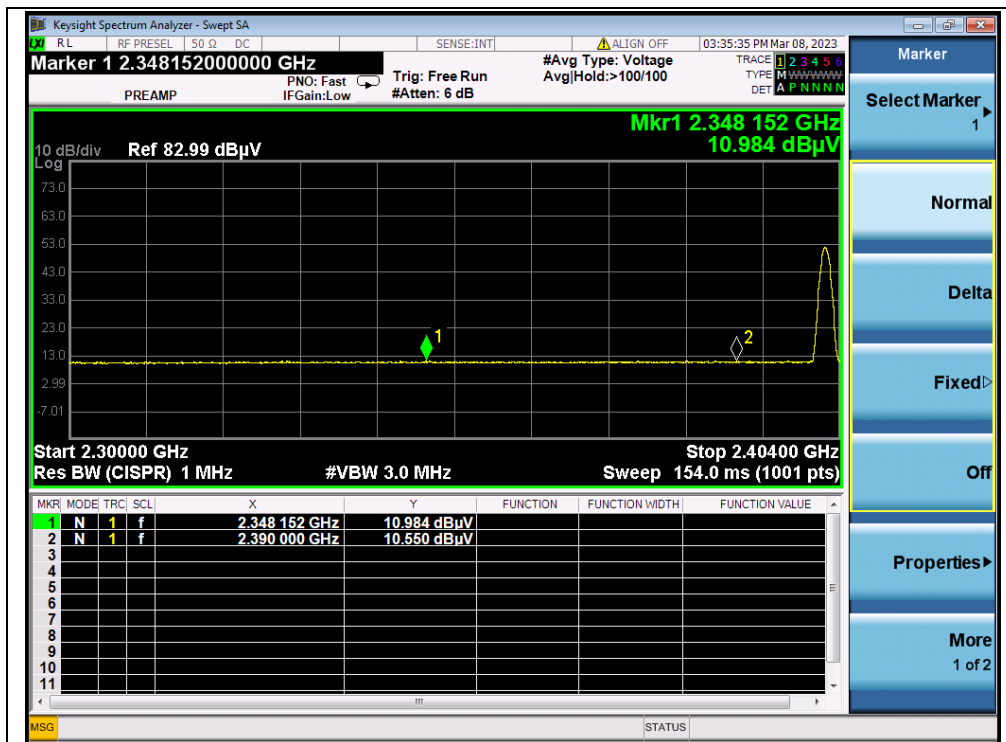 Keysight Spectrum Analyzer - Swept SA
LXI RL RF PRESEL 50 Ω DC SENSE:INT ALIGN OFF 03:35:35 PM Mar 08, 2023
Marker 1 2.348152000000 GHz
PREAMP
PNO: Fast
IFGain:Low
Trig: Free Run
#Atten: 6 dB
#Avg Type: Voltage
Avg|Hold:>100/100
TRACE 1 2 3 4 5 6
TYPE M WWWWW
DET A P N N N N
Mkr1 2.348 152 GHz
10.984 dBµV
10 dB/div Ref 82.99 dBµV
Log
73.0
63.0
53.0
43.0
33.0
23.0
13.0
2.99
-7.01
1
2
Start 2.30000 GHz Stop 2.40400 GHz
Res BW (CISPR) 1 MHz #VBW 3.0 MHz Sweep 154.0 ms (1001 pts)
MKR MODE TRC SCL X Y FUNCTION FUNCTION WIDTH FUNCTION VALUE
1 N 1 f 2.348 152 GHz 10.984 dBµV
2 N 1 f 2.390 000 GHz 10.550 dBµV
3
4
5
6
7
8
9
10
11
MSG STATUS
Marker
Select Marker
1
Normal
Delta
Fixed
Off
Properties
More
1 of 2